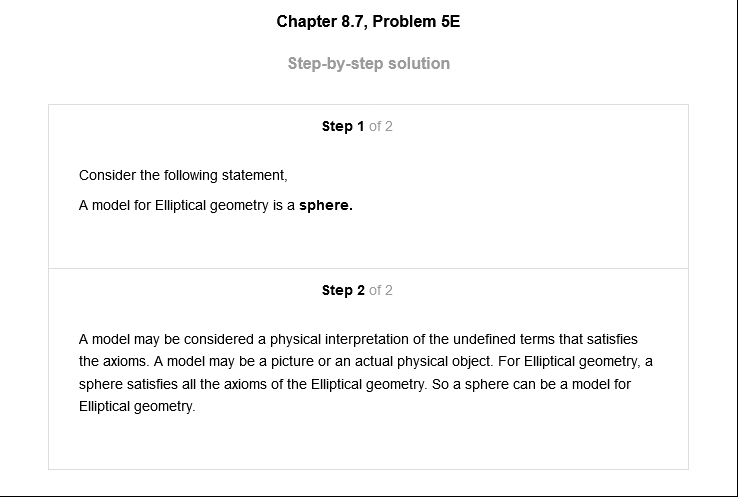 Chapter 8.7, Problem 5E
Step-by-step solution
Step 1 of 2
Consider the following statement,
A model for Elliptical geometry is a sphere.
Step 2 of 2
A model may be considered a physical interpretation of the undefined terms that satisfies
the axioms. A model may be a picture or an actual physical object. For Elliptical geometry, a
sphere satisfies all the axioms of the Elliptical geometry. So a sphere can be a model for
Elliptical geometry.